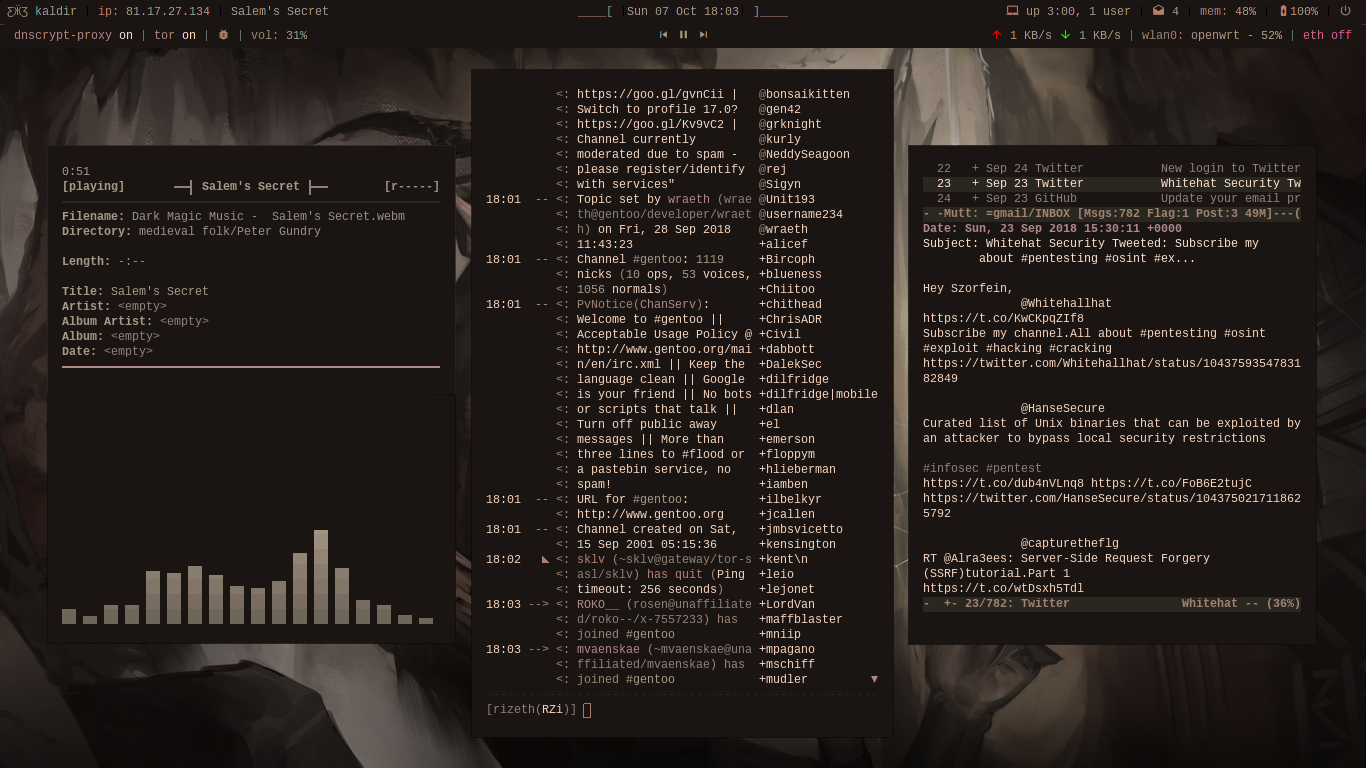 kaldir | ip: 81.17.27.134 | Salem's Secret
____[ |Sun 07 Oct 18:03| ]____
up 3:00, 1 user | 4 | mem: 48% | 100% |
dnscrypt-proxy on | tor on | | vol: 31%
1 KB/s 1 KB/s | wlan0: openwrt - 52% | eth off
0:51
[playing] ──┤ Salem's Secret ├── [r-----]
Filename: Dark Magic Music -  Salem's Secret.webm
Directory: medieval folk/Peter Gundry
Length: -:--
Title: Salem's Secret
Artist: <empty>
Album Artist: <empty>
Album: <empty>
Date: <empty>
<: https://goo.gl/gvnCii |
<: Switch to profile 17.0?
<: https://goo.gl/Kv9vC2 |
<: Channel currently
<: moderated due to spam -
<: please register/identify
<: with services"
18:01 -- <: Topic set by wraeth (wrae
<: th@gentoo/developer/wraet
<: h) on Fri, 28 Sep 2018
<: 11:43:23
18:01 -- <: Channel #gentoo: 1119
<: nicks (10 ops, 53 voices,
<: 1056 normals)
18:01 -- <: PvNotice(ChanServ):
<: Welcome to #gentoo ||
<: Acceptable Usage Policy @
<: http://www.gentoo.org/mai
<: n/en/irc.xml || Keep the
<: language clean || Google
<: is your friend || No bots
<: or scripts that talk ||
<: Turn off public away
<: messages || More than
<: three lines to #flood or
<: a pastebin service, no
<: spam!
18:01 -- <: URL for #gentoo:
<: http://www.gentoo.org
18:01 -- <: Channel created on Sat,
<: 15 Sep 2001 05:15:36
18:02 ◣ <: sklv (~sklv@gateway/tor-s
<: asl/sklv) has quit (Ping
<: timeout: 256 seconds)
18:03 --> <: ROKO__ (rosen@unaffiliate
<: d/roko--/x-7557233) has
<: joined #gentoo
18:03 --> <: mvaenskae (~mvaenskae@una
<: ffiliated/mvaenskae) has
<: joined #gentoo
@bonsaikitten
@gen42
@grknight
@kurly
@NeddySeagoon
@rej
@Sigyn
@Unit193
@username234
@wraeth
+alicef
+Bircoph
+blueness
+Chiitoo
+chithead
+ChrisADR
+Civil
+dabbott
+DalekSec
+dilfridge
+dilfridge|mobile
+dlan
+el
+emerson
+floppym
+hlieberman
+iamben
+ilbelkyr
+jcallen
+jmbsvicetto
+kensington
+kent\n
+leio
+lejonet
+LordVan
+maffblaster
+mniip
+mpagano
+mschiff
+mudler ▼
[rizeth(RZi)]
22 + Sep 24 Twitter New login to Twitter
23 + Sep 23 Twitter Whitehat Security Tw
24 + Sep 23 GitHub Update your email pr
- -Mutt: =gmail/INBOX [Msgs:782 Flag:1 Post:3 49M]---(
Date: Sun, 23 Sep 2018 15:30:11 +0000
Subject: Whitehat Security Tweeted: Subscribe my
about #pentesting #osint #ex...
Hey Szorfein,
@Whitehallhat
https://t.co/KwCKpqZIf8
Subscribe my channel.All about #pentesting #osint
#exploit #hacking #cracking
https://twitter.com/Whitehallhat/status/10437593547831
82849
@HanseSecure
Curated list of Unix binaries that can be exploited by
an attacker to bypass local security restrictions
#infosec #pentest
https://t.co/dub4nVLnq8 https://t.co/FoB6E2tujC
https://twitter.com/HanseSecure/status/104375021711862
5792
@capturetheflg
RT @Alra3ees: Server-Side Request Forgery
(SSRF)tutorial.Part 1
https://t.co/wtDsxh5Tdl
-  +- 23/782: Twitter Whitehat -- (36%)